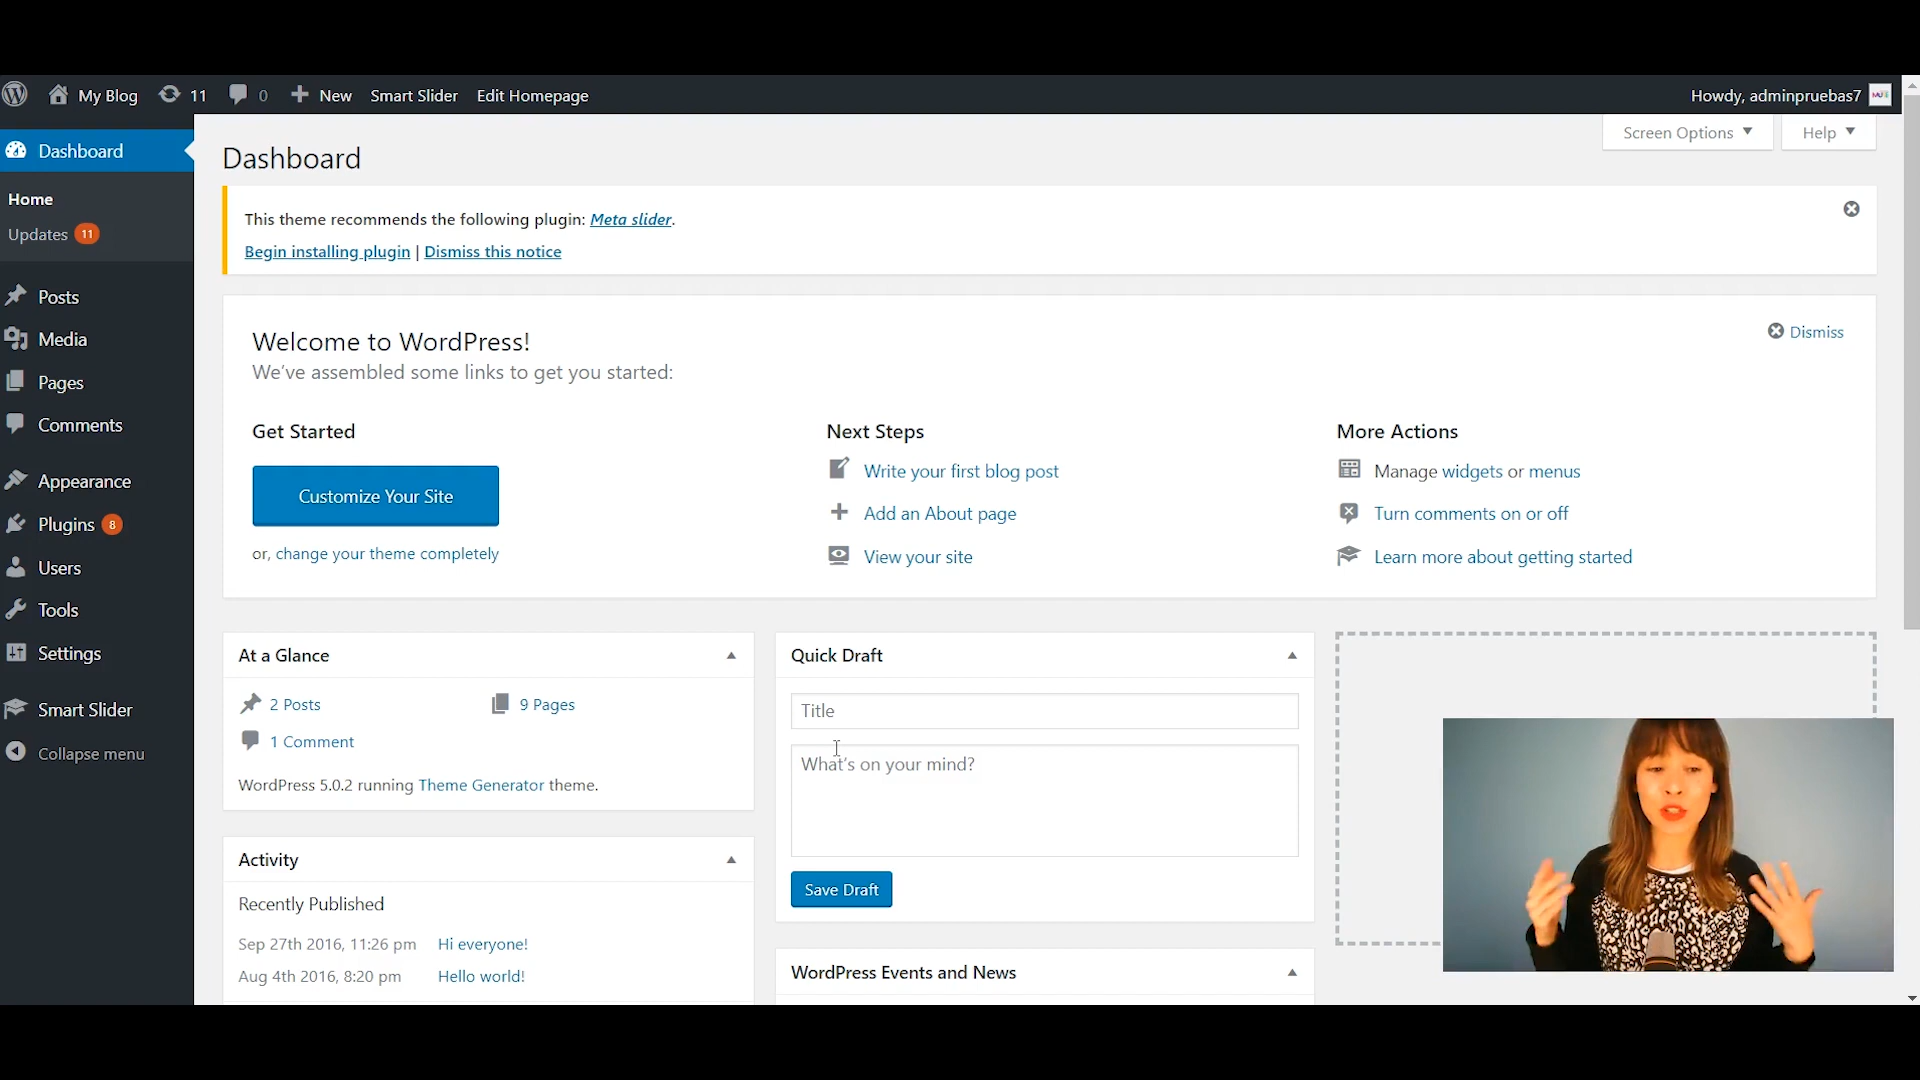 My Blog 11 0 New Smart Slider Edit Homepage Howdy, adminpruebas7
Screen Options Help
Dashboard
Home
Updates 11
Posts
Media
Pages
Comments
Appearance
Plugins 8
Users
Tools
Settings
Smart Slider
Collapse menu
Dashboard
This theme recommends the following plugin: Meta slider.
Begin installing plugin | Dismiss this notice
Welcome to WordPress!
Dismiss
We've assembled some links to get you started:
Get Started
Customize Your Site
or, change your theme completely
Next Steps
Write your first blog post
Add an About page
View your site
More Actions
Manage widgets or menus
Turn comments on or off
Learn more about getting started
At a Glance
2 Posts 9 Pages
1 Comment
WordPress 5.0.2 running Theme Generator theme.
Activity
Recently Published
Sep 27th 2016, 11:26 pm Hi everyone!
Aug 4th 2016, 8:20 pm Hello world!
Quick Draft
Title
What's on your mind?
Save Draft
WordPress Events and News